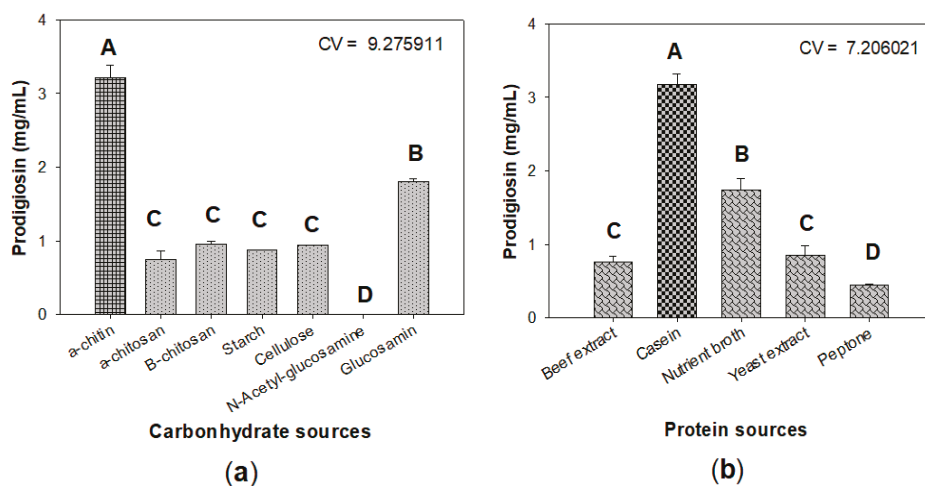 CV = 9.275911
Prodigiosin (mg/mL)
4
3
2
1
0
A
C
C
C
C
D
B
a-chitin
a-chitosan
B-chitosan
Starch
Cellulose
N-Acetyl-glucosamine
Glucosamin
Carbonhydrate sources
(a)
CV = 7.206021
Prodigiosin (mg/mL)
4
3
2
1
0
C
A
B
C
D
Beef extract
Casein
Nutrient broth
Yeast extract
Peptone
Protein sources
(b)